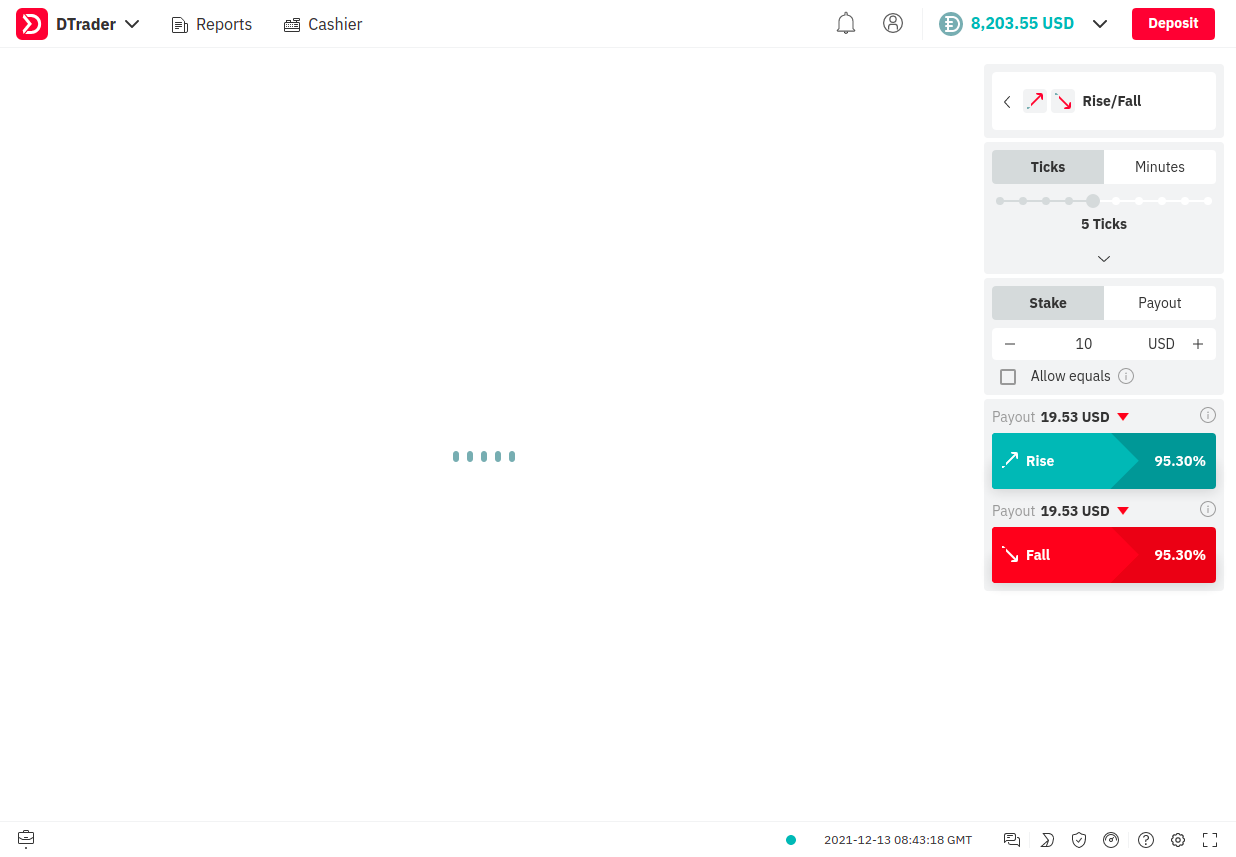 DTrader Reports Cashier 8,203.55 USD Deposit
Rise/Fall
Ticks Minutes
5 Ticks
Stake Payout
10 USD
Allow equals
Payout 19.53 USD
Rise 95.30%
Payout 19.53 USD
Fall 95.30%
2021-12-13 08:43:18 GMT